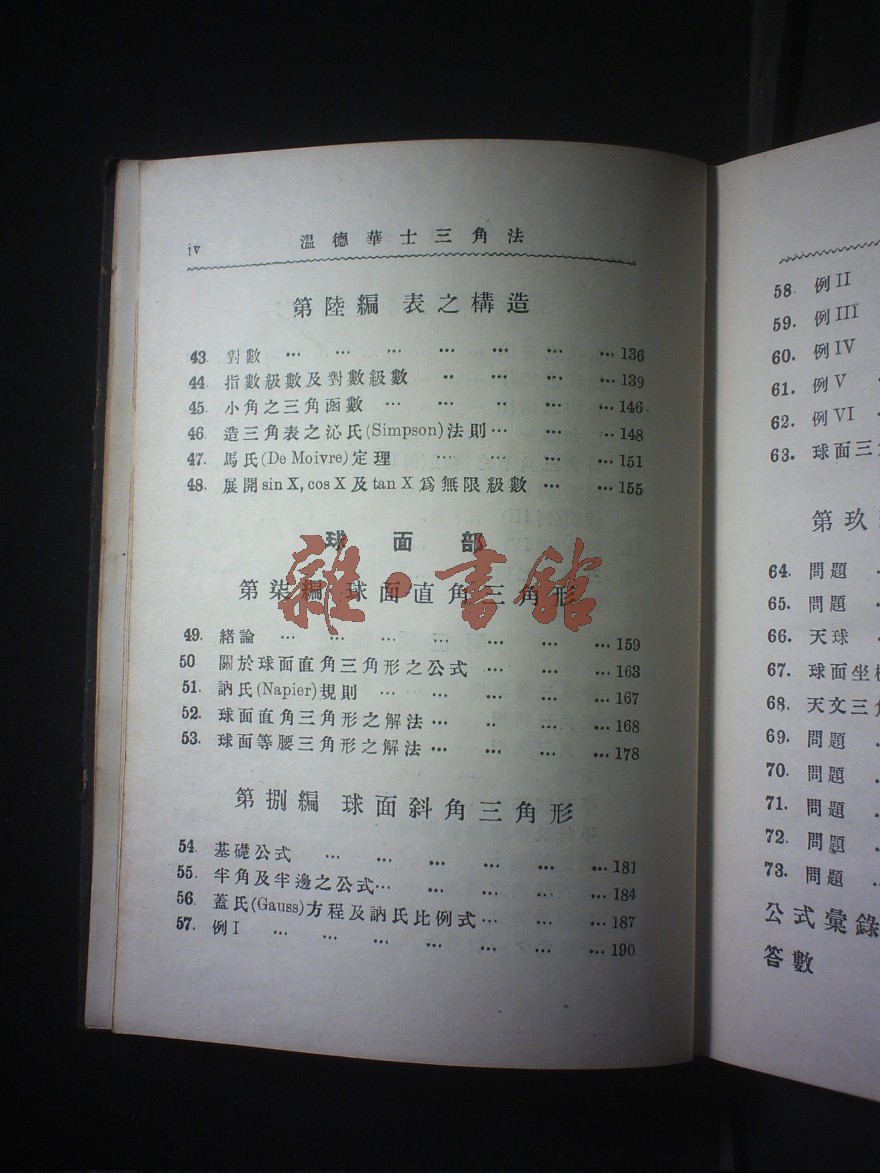 iv 溫德華士三角法
第陸編 表之構造
43. 對數 ... ... ... ... ... ... ... 136
44. 指數級數及對數級數 .. ... ... ... 139
45. 小角之三角函數 ... ... .. ... ... 146
46. 造三角表之沁氏(Simpson)法則 ... ... ... 148
47. 馬氏(De Moivre)定理 ... ... ... ... 151
48. 展開 sin X, cos X 及 tan X 爲無限級數 ... ... 155
球面部
第柒編 球面直角三角形
49. 緒論 ... ... ... ... ... ... ... 159
50 關於球面直角三角形之公式 ... ... ... 163
51. 訥氏(Napier)規則 ... ... ... ... ... 167
52. 球面直角三角形之解法 ... .. ... ... 168
53. 球面等腰三角形之解法 ... ... ... ... 178
第捌編 球面斜角三角形
54. 基礎公式 ... ... ... ... ... ... 181
55. 半角及半邊之公式 ... ... ... ... ... 184
56. 蓋氏(Gauss)方程及訥氏比例式 ... ... ... 187
57. 例 I ... ... ... ... ... ... ... 190
雜·書館
58. 例 II
59. 例 III
60. 例 IV
61. 例 V
62. 例 VI
63. 球面三
第玖
64. 問題
65. 問題
66. 天球
67. 球面坐
68. 天文三
69. 問題
70. 問題
71. 問題
72. 問題
73. 問題
公式彙錄
答數